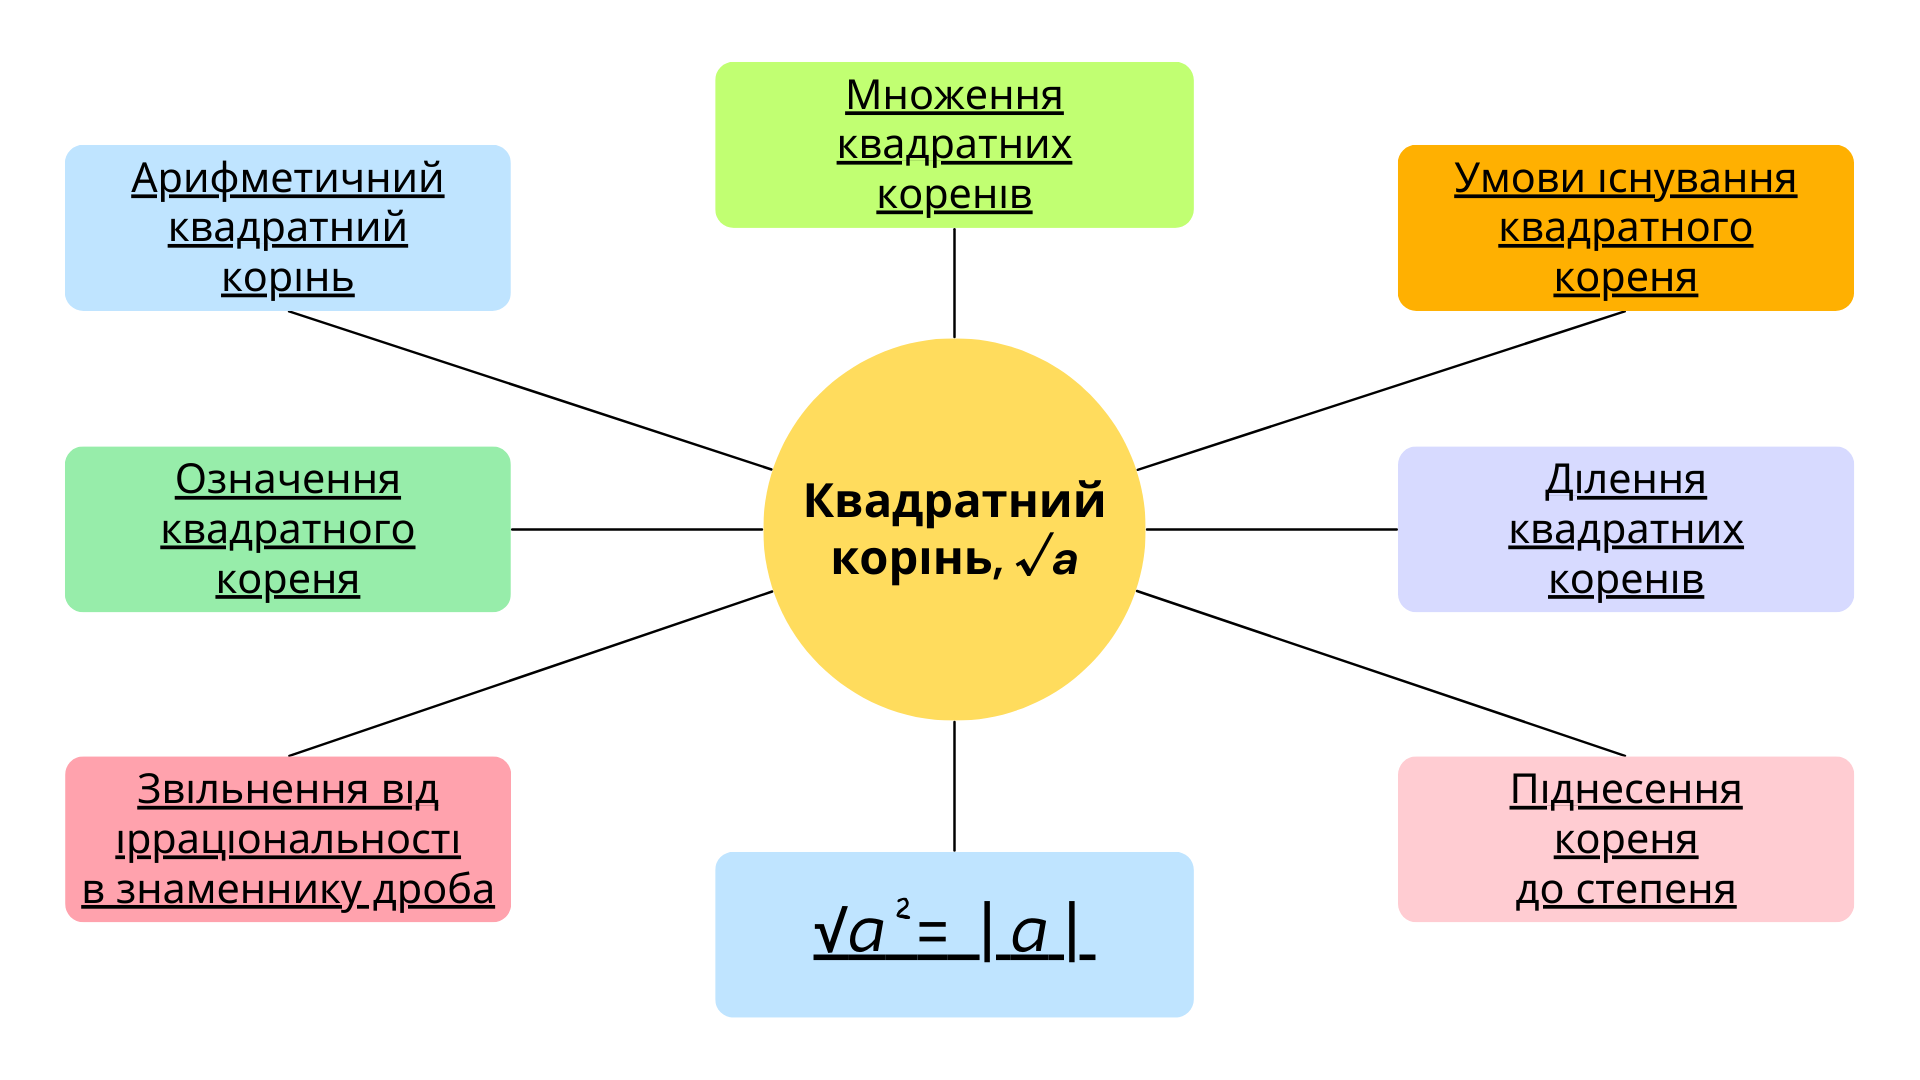 Множення
квадратних
коренів
Арифметичний
квадратний
корінь
Умови існування
квадратного
кореня
Означення
квадратного
кореня
Квадратний
корінь, √a
Ділення
квадратних
коренів
Звільнення від
ірраціональності
в знаменнику дроба
Піднесення
кореня
до степеня
√a²= |a|